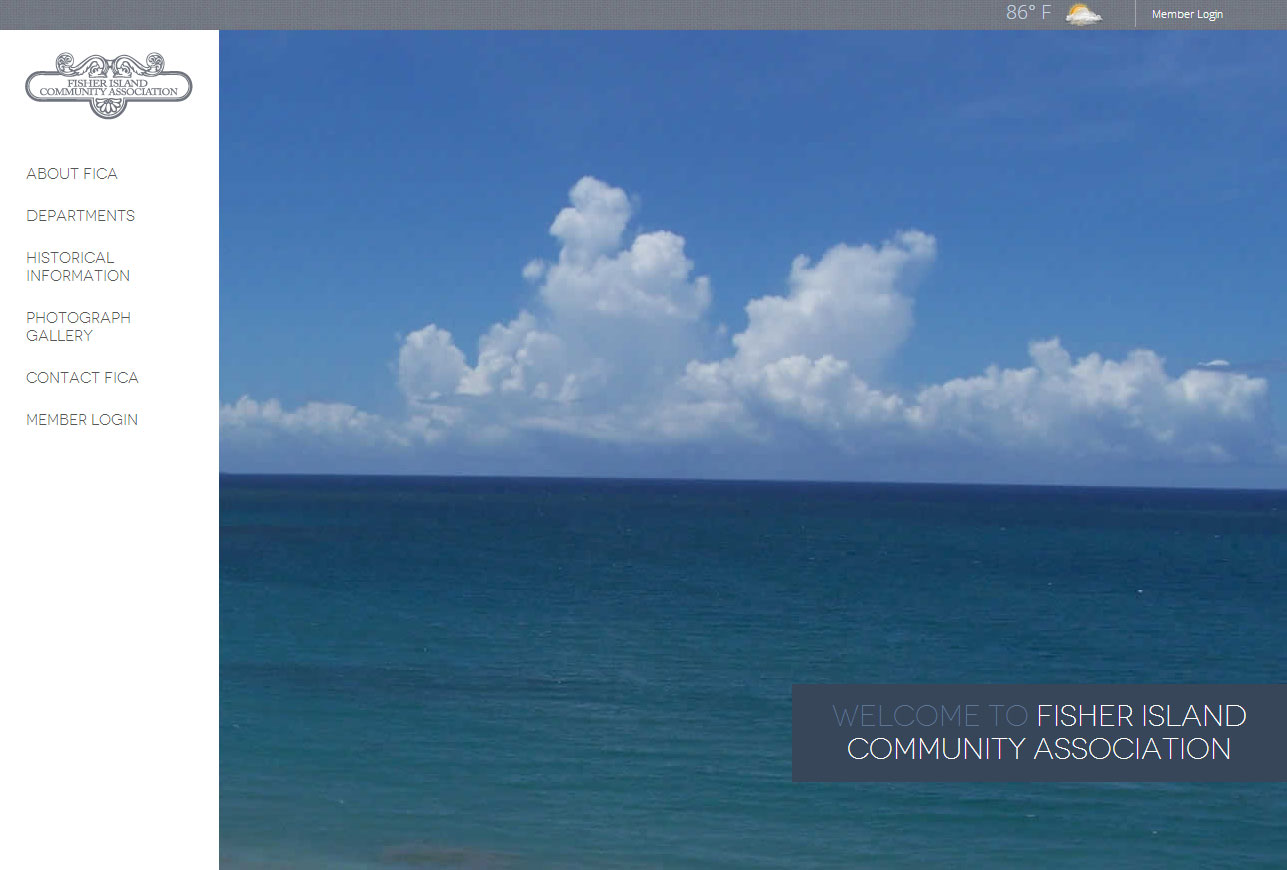 86° F
Member Login
FISHER ISLAND
COMMUNITY ASSOCIATION
ABOUT FICA
DEPARTMENTS
HISTORICAL
INFORMATION
PHOTOGRAPH
GALLERY
CONTACT FICA
MEMBER LOGIN
WELCOME TO FISHER ISLAND
COMMUNITY ASSOCIATION